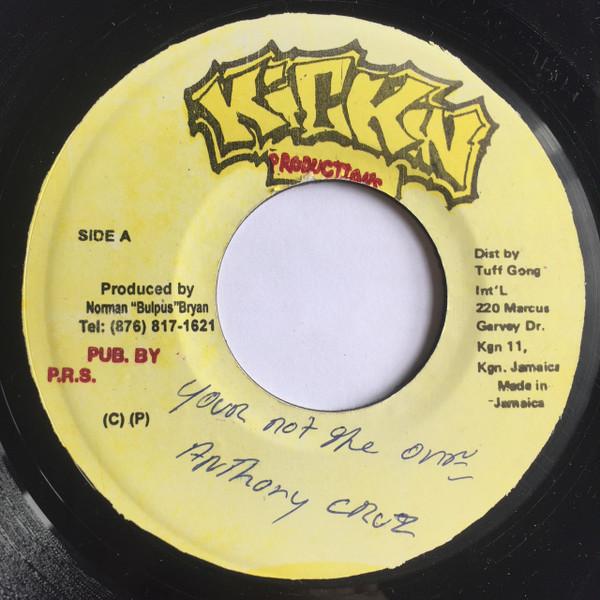 KICKIN
PRODUCTIONS
SIDE A
Produced by
Norman "Bulpus"Bryan
Tel: (876) 817-1621
PUB. BY
P.R.S.
(C) (P)
Dist by
Tuff Gong
Int'L
220 Marcus
Garvey Dr.
Kgn 11,
Kgn. Jamaica
Made in
Jamaica
your not the one
Anthony CRUZ